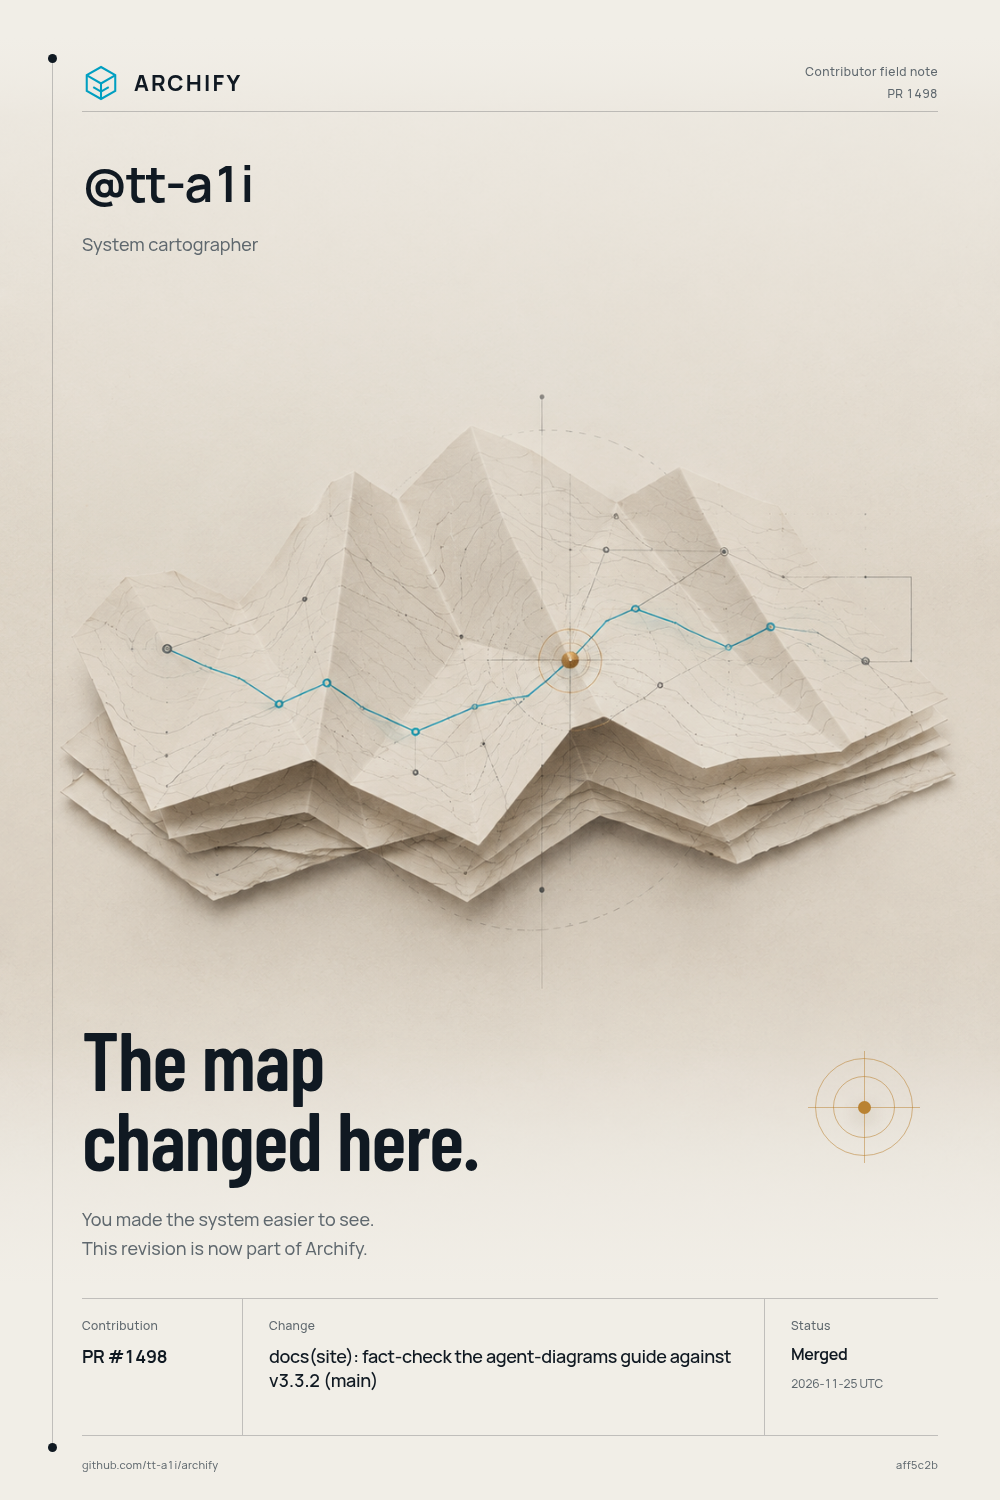 ARCHIFY
Contributor field note
PR 1498
@tt-a1i
System cartographer
The map
changed here.
You made the system easier to see.
This revision is now part of Archify.
Contribution
PR #1498
Change
docs(site): fact-check the agent-diagrams guide against
v3.3.2 (main)
Status
Merged
2026-11-25 UTC
github.com/tt-a1i/archify
aff5c2b